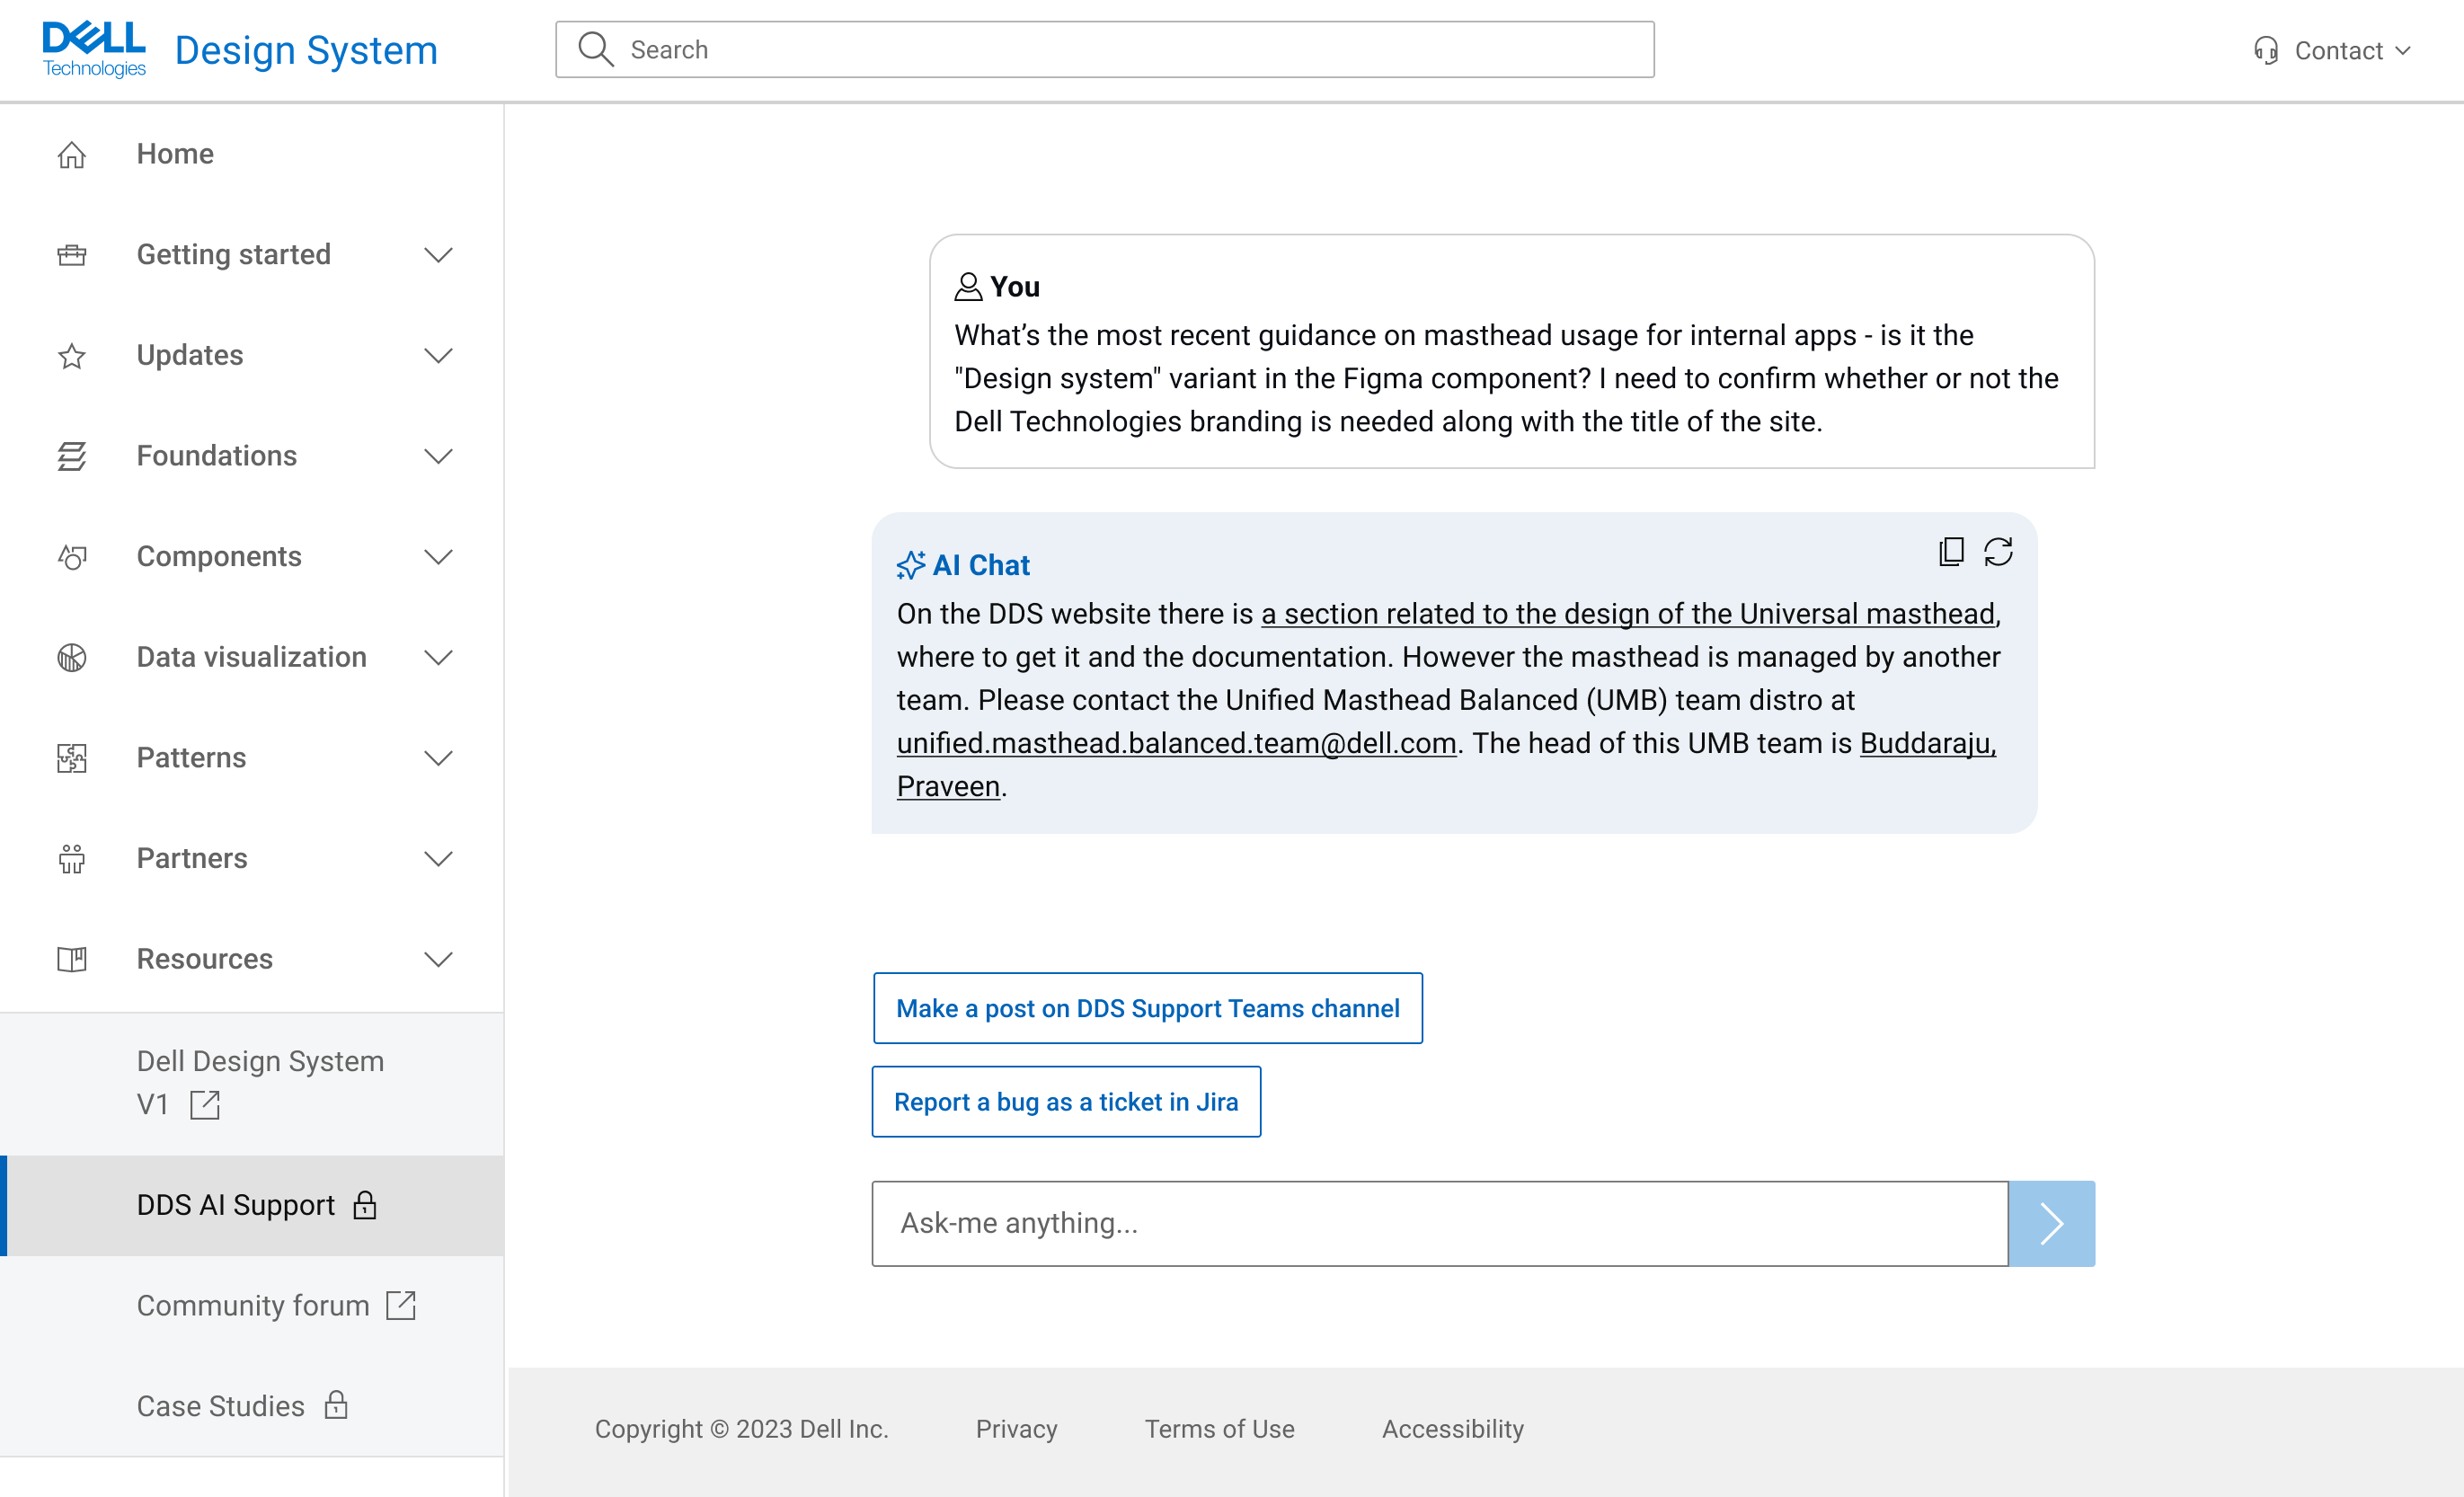 DELL
Technologies
Design System
Search
Contact
Home
Getting started
Updates
Foundations
Components
Data visualization
Patterns
Partners
Resources
Dell Design System
V1
DDS AI Support
Community forum
Case Studies
You
What’s the most recent guidance on masthead usage for internal apps - is it the
"Design system" variant in the Figma component? I need to confirm whether or not the
Dell Technologies branding is needed along with the title of the site.
AI Chat
On the DDS website there is a section related to the design of the Universal masthead,
where to get it and the documentation. However the masthead is managed by another
team. Please contact the Unified Masthead Balanced (UMB) team distro at
unified.masthead.balanced.team@dell.com. The head of this UMB team is Buddaraju,
Praveen.
Make a post on DDS Support Teams channel
Report a bug as a ticket in Jira
Ask-me anything...
Copyright © 2023 Dell Inc.
Privacy
Terms of Use
Accessibility